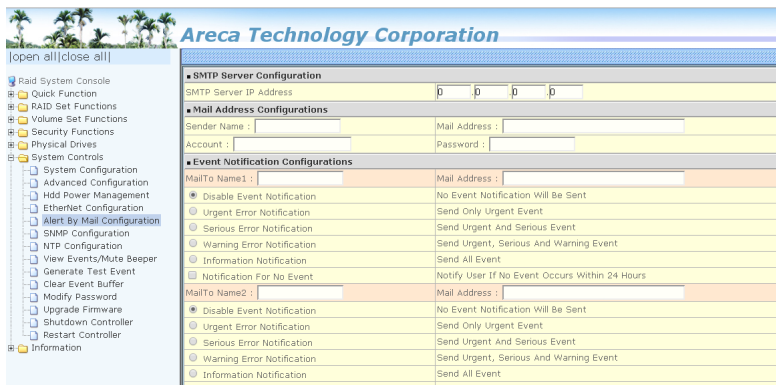 Areca Technology Corporation
|open all|close all|
Raid System Console
Quick Function
RAID Set Functions
Volume Set Functions
Security Functions
Physical Drives
System Controls
System Configuration
Advanced Configuration
Hdd Power Management
EtherNet Configuration
Alert By Mail Configuration
SNMP Configuration
NTP Configuration
View Events/Mute Beeper
Generate Test Event
Clear Event Buffer
Modify Password
Upgrade Firmware
Shutdown Controller
Restart Controller
Information
SMTP Server Configuration
SMTP Server IP Address 0 .0 .0 .0
Mail Address Configurations
Sender Name : Mail Address :
Account : Password :
Event Notification Configurations
MailTo Name1 : Mail Address :
Disable Event Notification No Event Notification Will Be Sent
Urgent Error Notification Send Only Urgent Event
Serious Error Notification Send Urgent And Serious Event
Warning Error Notification Send Urgent, Serious And Warning Event
Information Notification Send All Event
Notification For No Event Notify User If No Event Occurs Within 24 Hours
MailTo Name2 : Mail Address :
Disable Event Notification No Event Notification Will Be Sent
Urgent Error Notification Send Only Urgent Event
Serious Error Notification Send Urgent And Serious Event
Warning Error Notification Send Urgent, Serious And Warning Event
Information Notification Send All Event